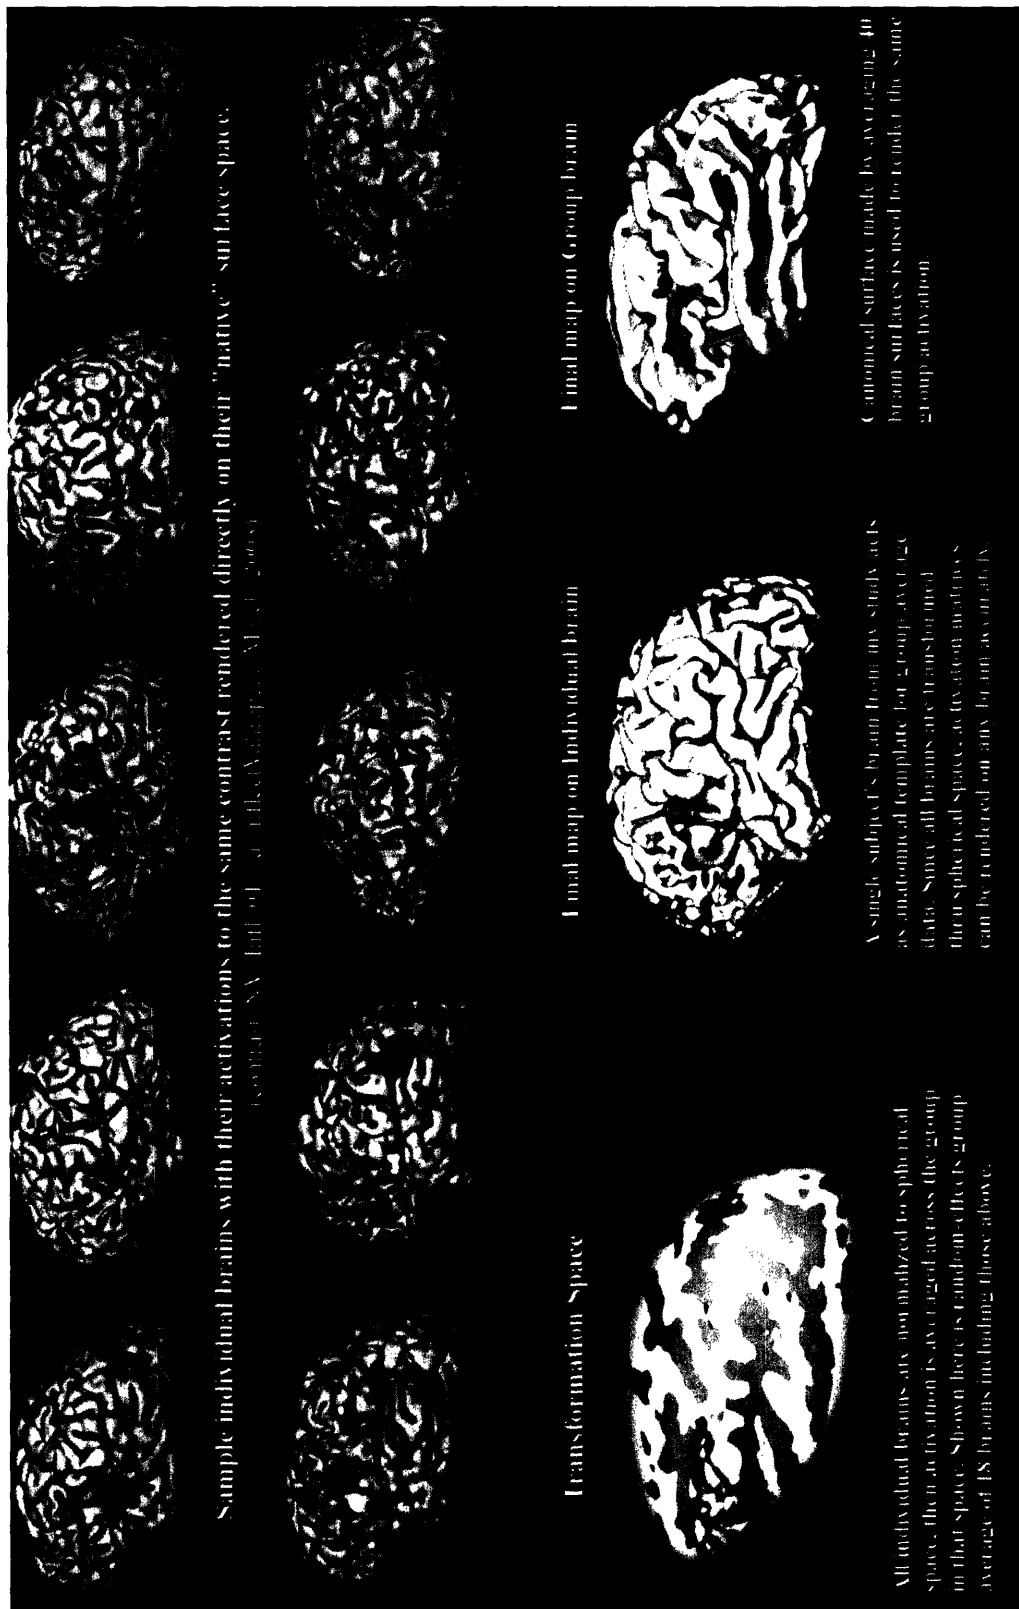 Sample individual brains with their activations to the same contrast rendered directly on their "native" surface space.
Transformation Space
Final map on Individual brain
Final map on Group brain
All individual brains are normalized to spherical
space, then activation is averaged across the group
in that space. Shown here is random effects group
average of 18 brains including those above.
A single subject's brain from my study acts
as anatomical template for group average
data. Since all brains are transformed
then spherical space activation matrices
can be rendered on any brain accurately.
Canonical surface made by averaging 40
brain surfaces is used to render the same
group activation